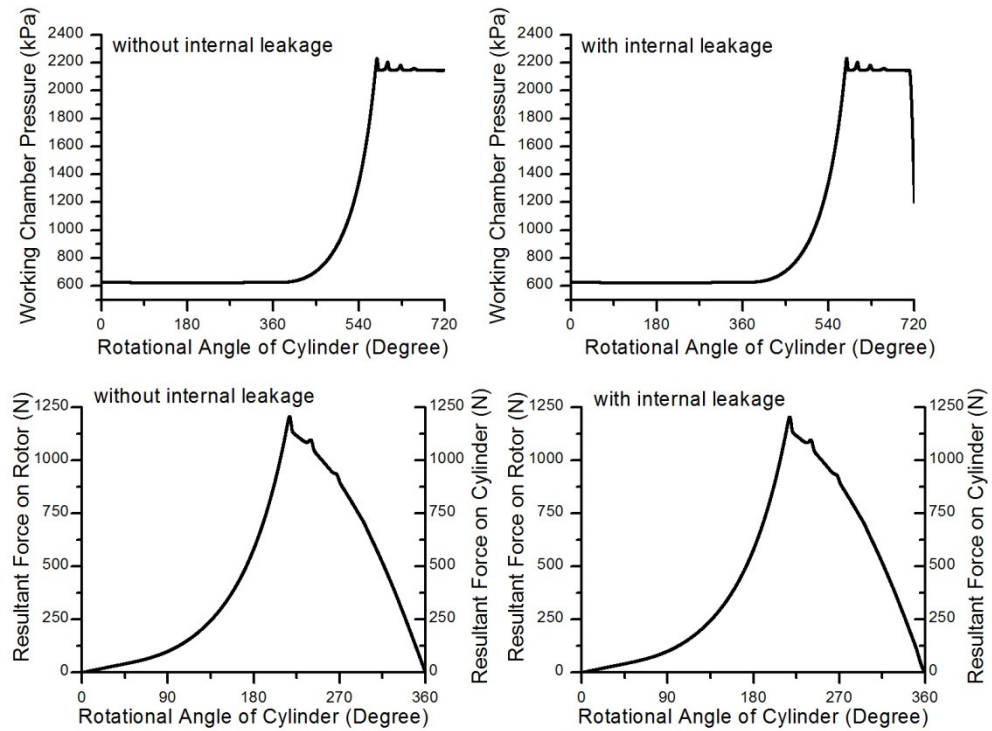 without internal leakage
Working Chamber Pressure (kPa)
2400
2200
2000
1800
1600
1400
1200
1000
800
600
0 180 360 540 720
Rotational Angle of Cylinder (Degree)
with internal leakage
Working Chamber Pressure (kPa)
2400
2200
2000
1800
1600
1400
1200
1000
800
600
0 180 360 540 720
Rotational Angle of Cylinder (Degree)
without internal leakage
Resultant Force on Rotor (N)
1250
1000
750
500
250
0
Resultant Force on Cylinder (N)
1250
1000
750
500
250
0
0 90 180 270 360
Rotational Angle of Cylinder (Degree)
with internal leakage
Resultant Force on Rotor (N)
1250
1000
750
500
250
0
Resultant Force on Cylinder (N)
1250
1000
750
500
250
0
0 90 180 270 360
Rotational Angle of Cylinder (Degree)